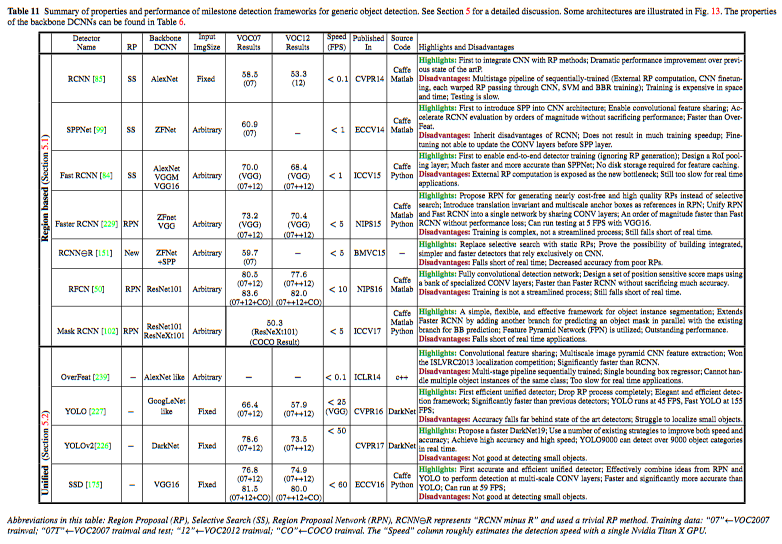 Table 11 Summary of properties and performance of milestone detection frameworks for generic object detection. See Section 5 for a detailed discussion. Some architectures are illustrated in Fig. 13. The properties
of the backbone DCNNs can be found in Table 6.
Detector Name | RP | Backbone DCNN | Input ImgSize | VOC07 Results | VOC12 Results | Speed (FPS) | Published In | Source Code | Highlights and Disadvantages
Region based (Section 5.1)
RCNN [85] | SS | AlexNet | Fixed | 58.5 (07) | 53.3 (12) | < 0.1 | CVPR14 | Caffe Matlab
Highlights: First to integrate CNN with RP methods; Dramatic performance improvement over previous
state of the artP.
Disadvantages: Multistage pipeline of sequentially-trained (External RP computation, CNN finetuning,
each warped RP passing through CNN, SVM and BBR training); Training is expensive in space
and time; Testing is slow.
SPPNet [99] | SS | ZFNet | Arbitrary | 60.9 (07) | – | < 1 | ECCV14 | Caffe Matlab
Highlights: First to introduce SPP into CNN architecture; Enable convolutional feature sharing; Accelerate
RCNN evaluation by orders of magnitude without sacrificing performance; Faster than OverFeat.
Disadvantages: Inherit disadvantages of RCNN; Does not result in much training speedup; Finetuning
not able to update the CONV layers before SPP layer.
Fast RCNN [84] | SS | AlexNet VGGM VGG16 | Arbitrary | 70.0 (VGG) (07+12) | 68.4 (VGG) (07++12) | < 1 | ICCV15 | Caffe Python
Highlights: First to enable end-to-end detector training (ignoring RP generation); Design a RoI pooling
layer; Much faster and more accurate than SPPNet; No disk storage required for feature caching.
Disadvantages: External RP computation is exposed as the new bottleneck; Still too slow for real time
applications.
Faster RCNN [229] | RPN | ZFnet VGG | Arbitrary | 73.2 (VGG) (07+12) | 70.4 (VGG) (07++12) | < 5 | NIPS15 | Caffe Matlab Python
Highlights: Propose RPN for generating nearly cost-free and high quality RPs instead of selective
search; Introduce translation invariant and multiscale anchor boxes as references in RPN; Unify RPN
and Fast RCNN into a single network by sharing CONV layers; An order of magnitude faster than Fast
RCNN without performance loss; Can run testing at 5 FPS with VGG16.
Disadvantages: Training is complex, not a streamlined process; Still falls short of real time.
RCNN⊖R [151] | New | ZFNet +SPP | Arbitrary | 59.7 (07) | – | < 5 | BMVC15 | –
Highlights: Replace selective search with static RPs; Prove the possibility of building integrated,
simpler and faster detectors that rely exclusively on CNN.
Disadvantages: Falls short of real time; Decreased accuracy from poor RPs.
RFCN [50] | RPN | ResNet101 | Arbitrary | 80.5 (07+12) 83.6 (07+12+CO) | 77.6 (07++12) 82.0 (07++12+CO) | < 10 | NIPS16 | Caffe Matlab
Highlights: Fully convolutional detection network; Design a set of position sensitive score maps using
a bank of specialized CONV layers; Faster than Faster RCNN without sacrificing much accuracy.
Disadvantages: Training is not a streamlined process; Still falls short of real time.
Mask RCNN [102] | RPN | ResNet101 ResNeXt101 | Arbitrary | 50.3 (ResNeXt101) (COCO Result) | < 5 | ICCV17 | Caffe Matlab Python
Highlights: A simple, flexible, and effective framework for object instance segmentation; Extends
Faster RCNN by adding another branch for predicting an object mask in parallel with the existing
branch for BB prediction; Feature Pyramid Network (FPN) is utilized; Outstanding performance.
Disadvantages: Falls short of real time applications.
Unified (Section 5.2)
OverFeat [239] | – | AlexNet like | Arbitrary | – | – | < 0.1 | ICLR14 | c++
Highlights: Convolutional feature sharing; Multiscale image pyramid CNN feature extraction; Won
the ISLVRC2013 localization competition; Significantly faster than RCNN.
Disadvantages: Multi-stage pipeline sequentially trained; Single bounding box regressor; Cannot
handle multiple object instances of the same class; Too slow for real time applications.
YOLO [227] | – | GoogLeNet like | Fixed | 66.4 (07+12) | 57.9 (07++12) | < 25 (VGG) | CVPR16 | DarkNet
Highlights: First efficient unified detector; Drop RP process completely; Elegant and efficient detection
framework; Significantly faster than previous detectors; YOLO runs at 45 FPS, Fast YOLO at 155
FPS;
Disadvantages: Accuracy falls far behind state of the art detectors; Struggle to localize small objects.
YOLOv2[226] | – | DarkNet | Fixed | 78.6 (07+12) | 73.5 (07++12) | < 50 | CVPR17 | DarkNet
Highlights: Propose a faster DarkNet19; Use a number of existing strategies to improve both speed and
accuracy; Achieve high accuracy and high speed; YOLO9000 can detect over 9000 object categories
in real time.
Disadvantages: Not good at detecting small objects.
SSD [175] | – | VGG16 | Fixed | 76.8 (07+12) 81.5 (07+12+CO) | 74.9 (07++12) 80.0 (07++12+CO) | < 60 | ECCV16 | Caffe Python
Highlights: First accurate and efficient unified detector; Effectively combine ideas from RPN and
YOLO to perform detection at multi-scale CONV layers; Faster and significantly more accurate than
YOLO; Can run at 59 FPS;
Disadvantages: Not good at detecting small objects.
Abbreviations in this table: Region Proposal (RP), Selective Search (SS), Region Proposal Network (RPN), RCNN⊖R represents “RCNN minus R” and used a trivial RP method. Training data: “07”←VOC2007
trainval; “07T”←VOC2007 trainval and test; “12”←VOC2012 trainval; “CO”←COCO trainval. The “Speed” column roughly estimates the detection speed with a single Nvidia Titan X GPU.